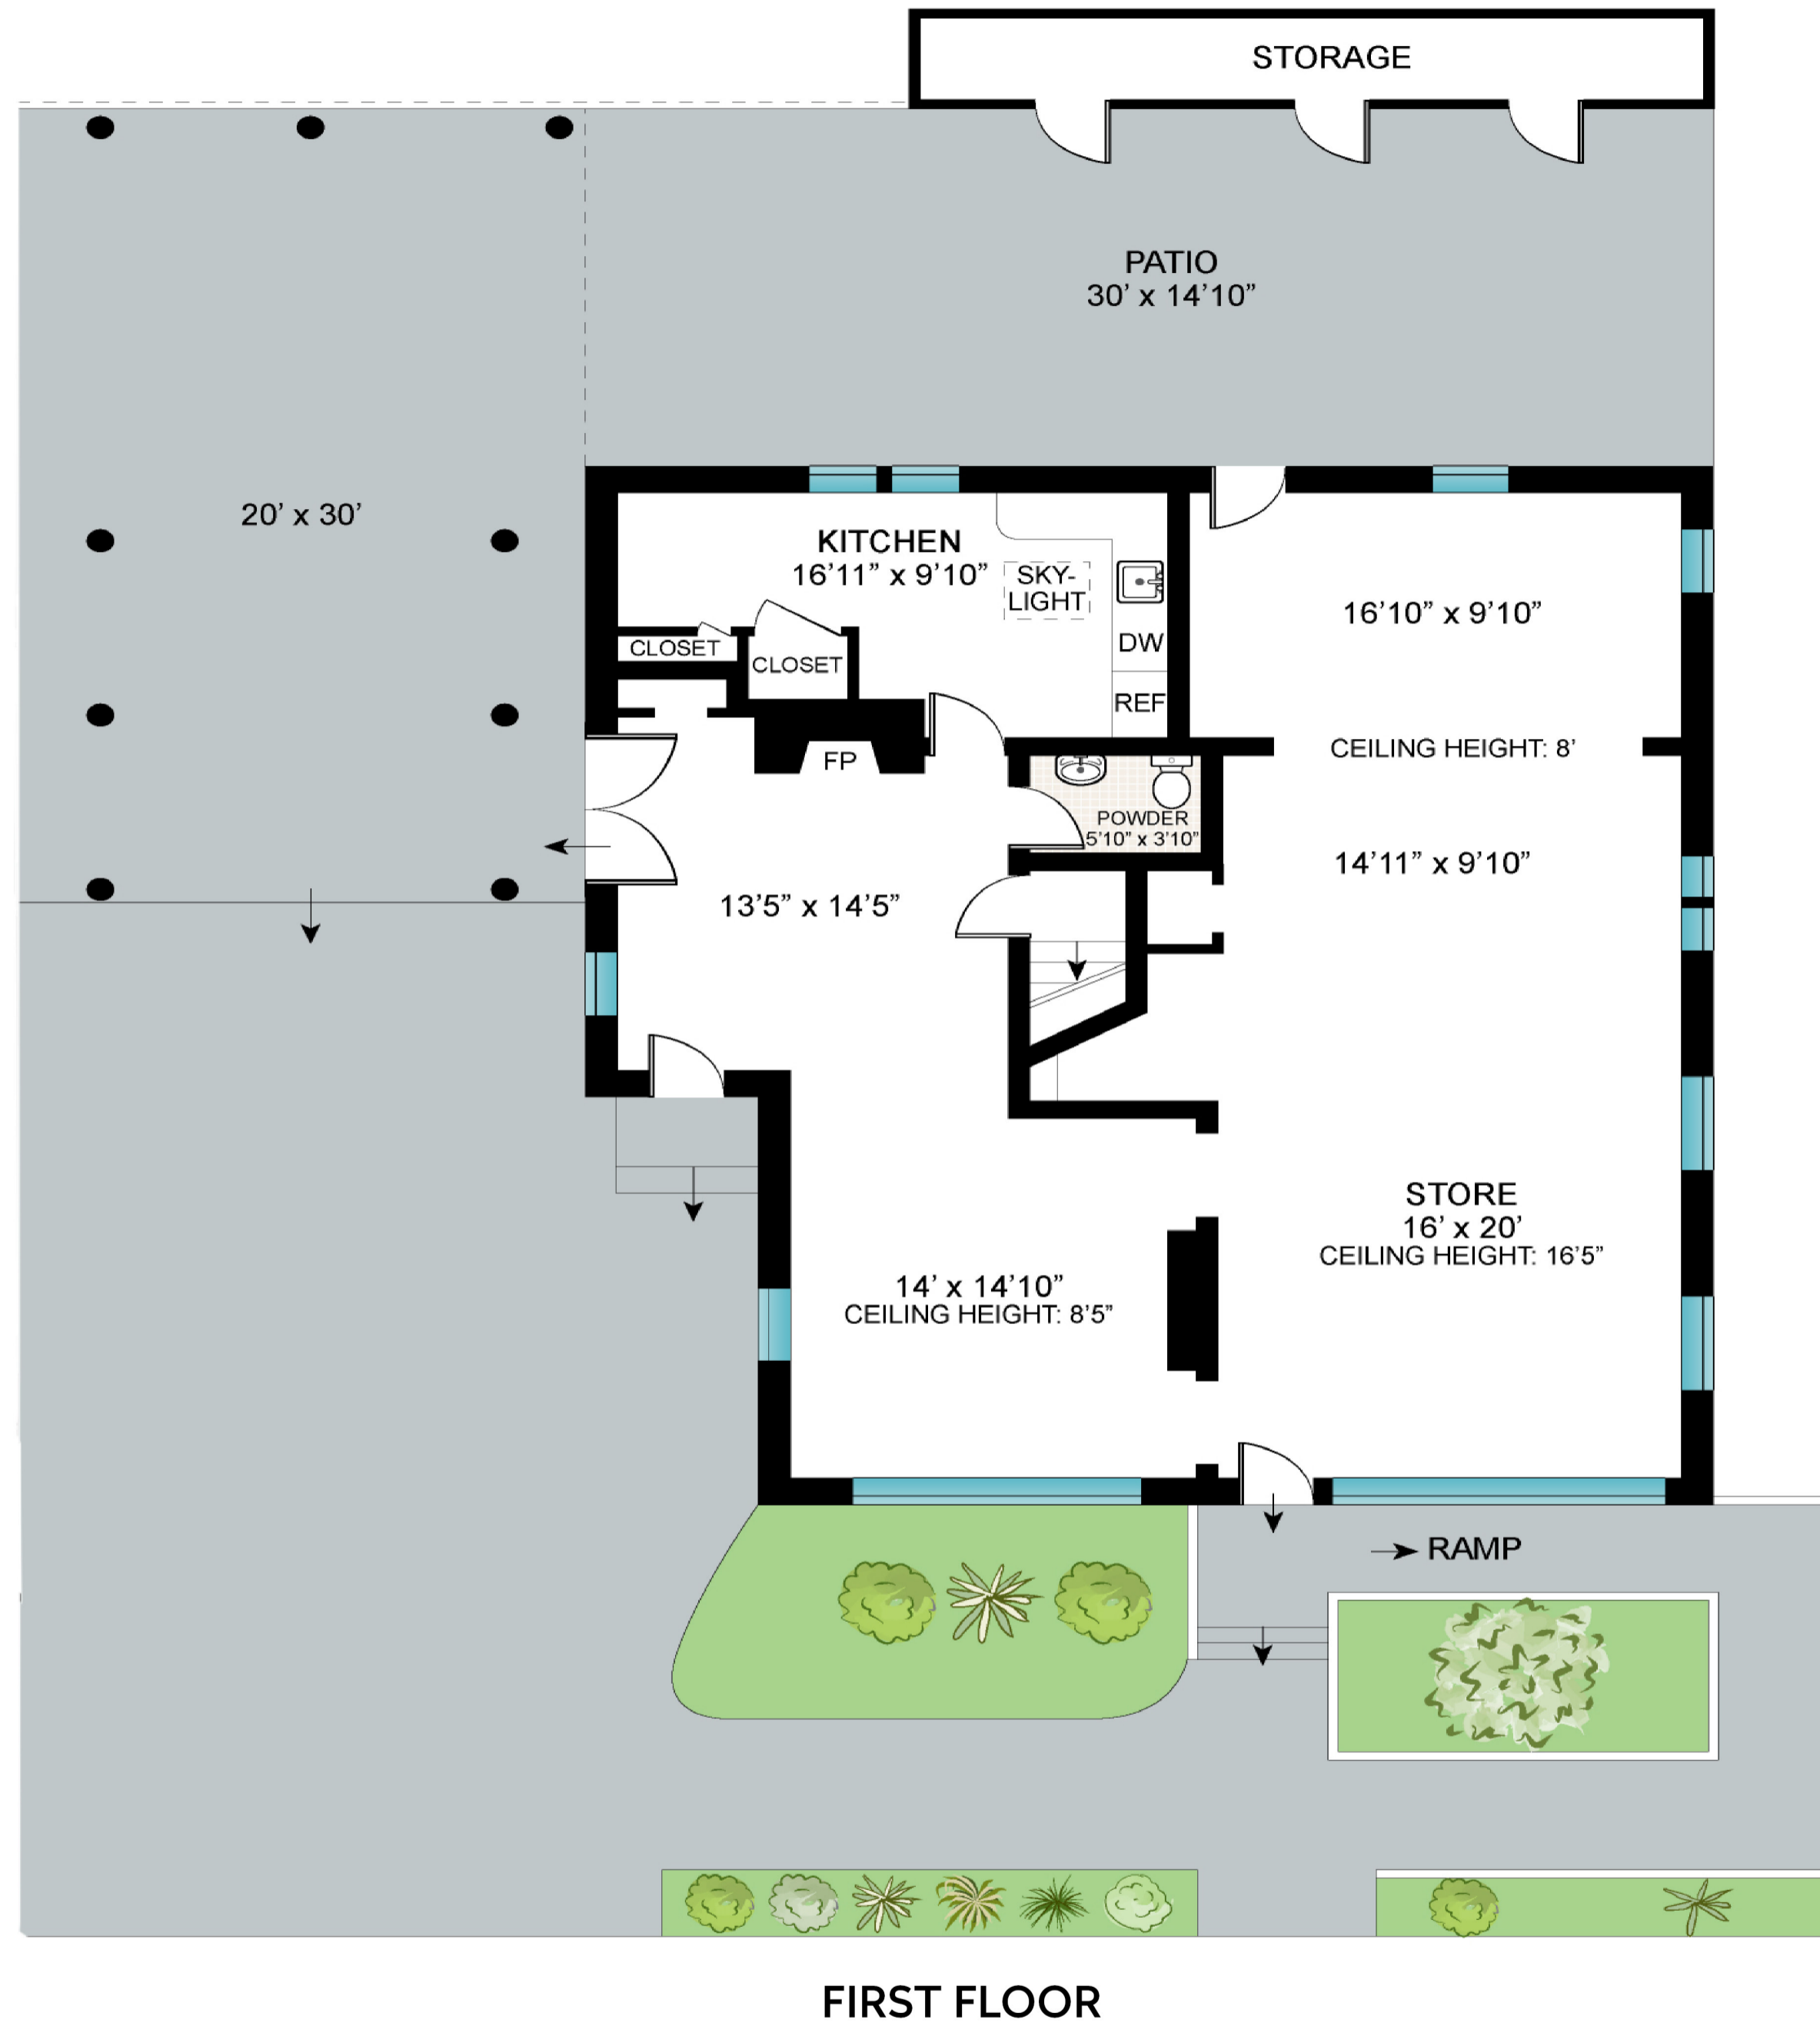 STORAGE
PATIO
30’ x 14’10”
20’ x 30’
KITCHEN
16’11” x 9’10”
SKY-
LIGHT
CLOSET
CLOSET
DW
REF
16’10” x 9’10”
CEILING HEIGHT: 8’
FP
POWDER
5’10” x 3’10”
14’11” x 9’10”
13’5” x 14’5”
STORE
16’ x 20’
CEILING HEIGHT: 16’5”
14’ x 14’10”
CEILING HEIGHT: 8’5”
RAMP
FIRST FLOOR